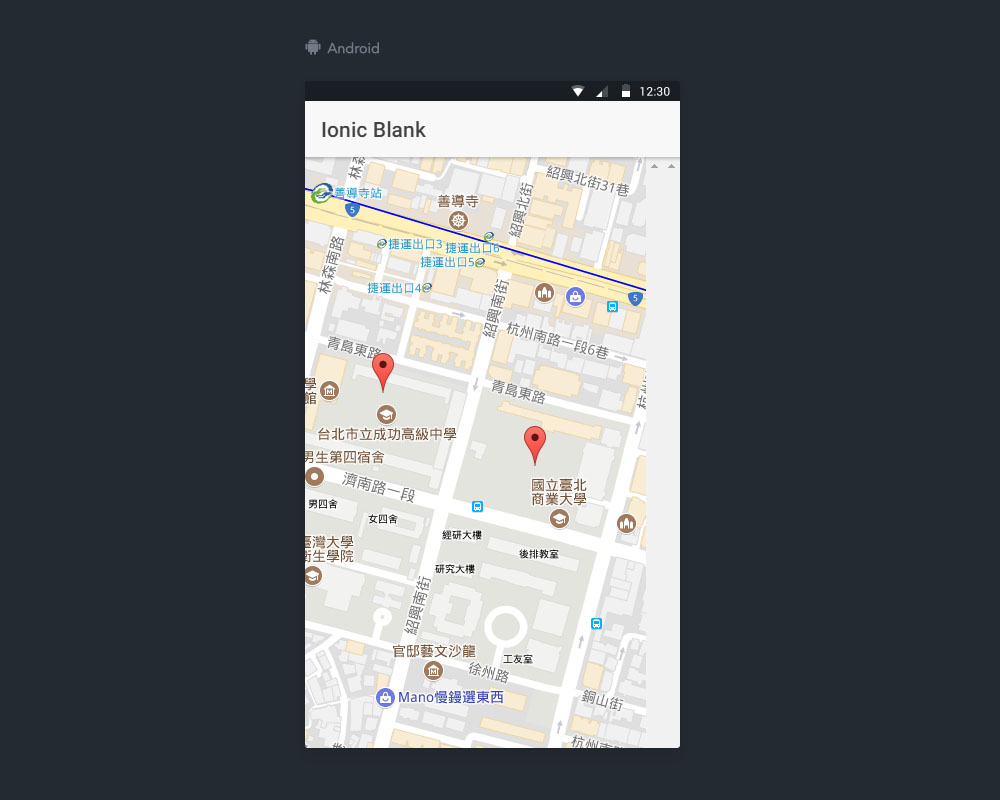 Android
12:30
Ionic Blank
紹興北街31巷
善導寺站
5
善導寺
紹興北街
捷運出口3
捷運出口6
捷運出口5
林森南路
捷運出口4
5
紹興南街
杭州南路一段6巷
青島東路
青島東路
台北市立成功高級中學
男生第四宿舍
濟南路一段
國立臺北
商業大學
男四舍
女四舍
經研大樓
臺灣大學
衛生學院
後排教室
研究大樓
紹興南街
官邸藝文沙龍
工友室
徐州路
Mano慢鏝選東西
銅山街